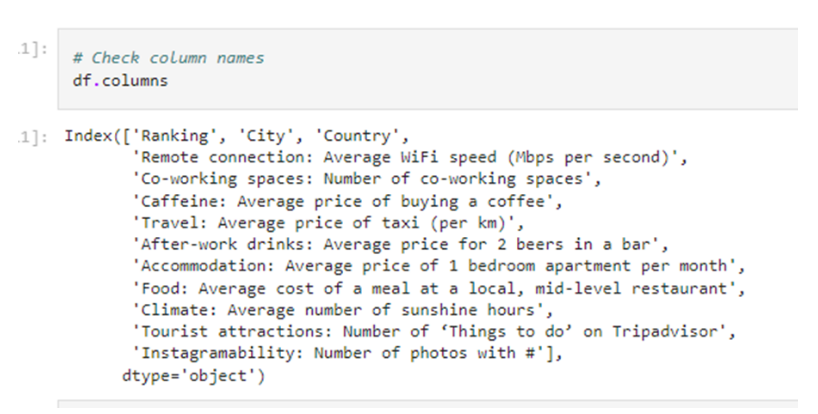 .1]:
# Check column names
df.columns
.1]: Index(['Ranking', 'City', 'Country',
'Remote connection: Average WiFi speed (Mbps per second)',
'Co-working spaces: Number of co-working spaces',
'Caffeine: Average price of buying a coffee',
'Travel: Average price of taxi (per km)',
'After-work drinks: Average price for 2 beers in a bar',
'Accommodation: Average price of 1 bedroom apartment per month',
'Food: Average cost of a meal at a local, mid-level restaurant',
'Climate: Average number of sunshine hours',
'Tourist attractions: Number of ‘Things to do’ on Tripadvisor',
'Instagramability: Number of photos with #'],
dtype='object')